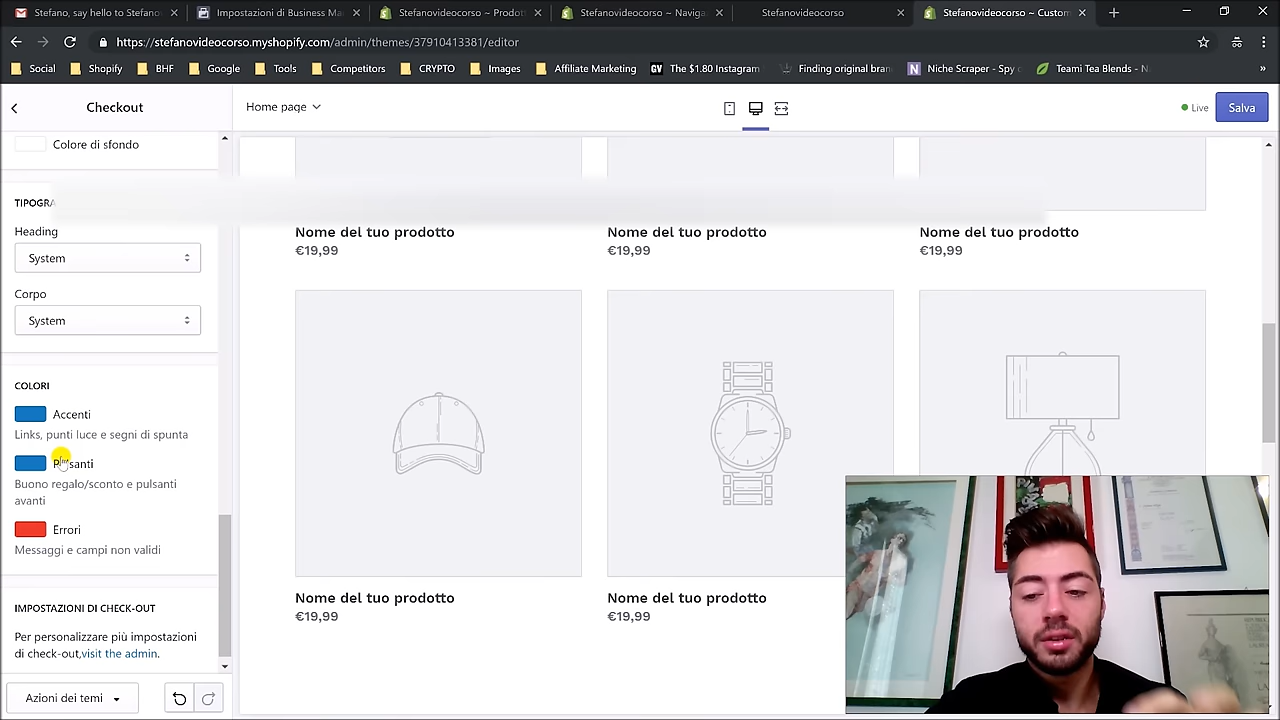 Stefano, say hello to Stefano
Impostazioni di Business Ma
Stefanovideocorso ~ Prodot
Stefanovideocorso ~ Naviga
Stefanovideocorso
Stefanovideocorso ~ Custom
https://stefanovideocorso.myshopify.com/admin/themes/37910413381/editor
Social
Shopify
BHF
Google
Tools
Competitors
CRYPTO
Images
Affiliate Marketing
GV The $1.80 Instagram
Finding original bran
N Niche Scraper - Spy
Teami Tea Blends - N
»
Checkout
Home page
Live
Salva
Colore di sfondo
TIPOGRA
Heading
System
Corpo
System
COLORI
Accenti
Links, punti luce e segni di spunta
Pulsanti
Buono regalo/sconto e pulsanti
avanti
Errori
Messaggi e campi non validi
IMPOSTAZIONI DI CHECK-OUT
Per personalizzare più impostazioni
di check-out,visit the admin.
Azioni dei temi
Nome del tuo prodotto
€19,99
Nome del tuo prodotto
€19,99
Nome del tuo prodotto
€19,99
Nome del tuo prodotto
€19,99
Nome del tuo prodotto
€19,99